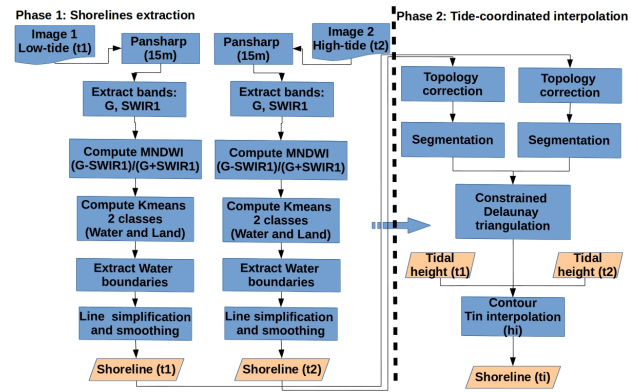 Phase 1: Shorelines extraction
Image 1
Low-tide (t1)
Pansharp
(15m)
Extract bands:
G, SWIR1
Compute MNDWI
(G-SWIR1)/(G+SWIR1)
Compute Kmeans
2 classes
(Water and Land)
Extract Water
boundaries
Line simplification
and smoothing
Shoreline (t1)
Pansharp
(15m)
Image 2
High-tide (t2)
Extract bands:
G, SWIR1
Compute MNDWI
(G-SWIR1)/(G+SWIR1)
Compute Kmeans
2 classes
(Water and Land)
Extract Water
boundaries
Line simplification
and smoothing
Shoreline (t2)
Phase 2: Tide-coordinated interpolation
Topology
correction
Topology
correction
Segmentation
Segmentation
Constrained
Delaunay
triangulation
Tidal
height (t1)
Tidal
height (t2)
Contour
Tin interpolation
(hi)
Shoreline (ti)